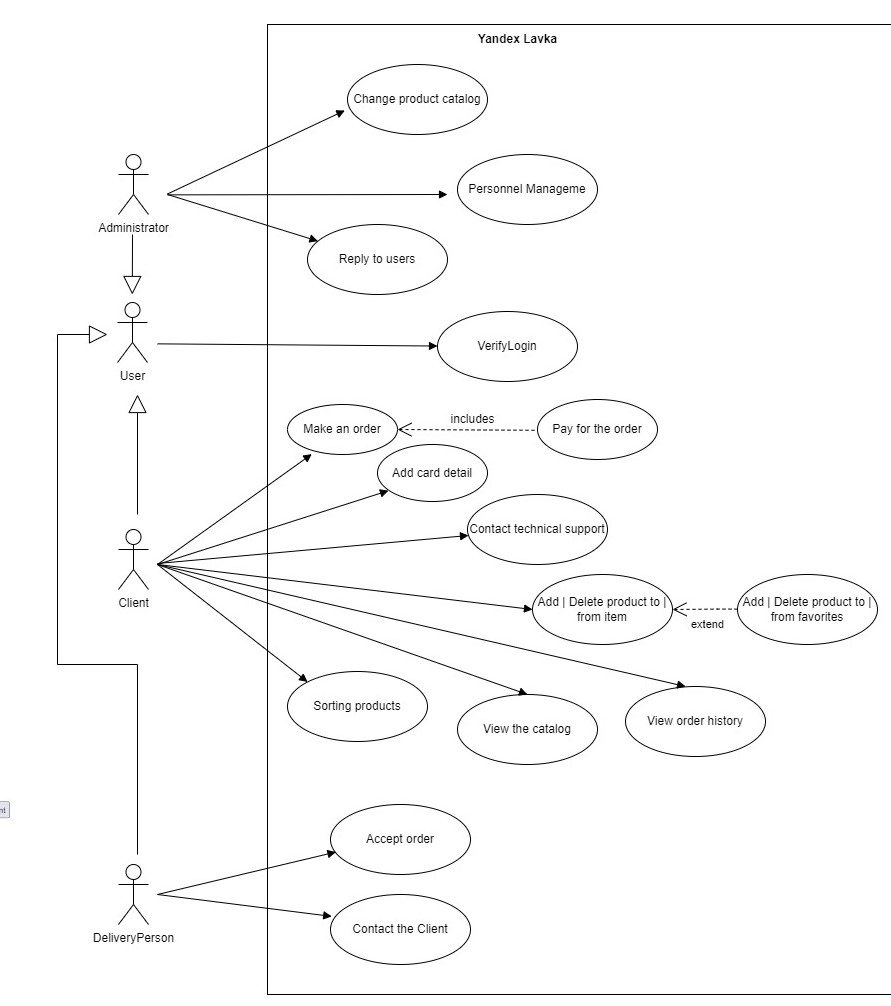 Yandex Lavka
Change product catalog
Personnel Manageme
Administrator
Reply to users
User
VerifyLogin
Make an order
includes
Pay for the order
Add card detail
Contact technical support
Client
Add | Delete product to |
from item
extend
Add | Delete product to |
from favorites
Sorting products
View the catalog
View order history
nt
Accept order
DeliveryPerson
Contact the Client